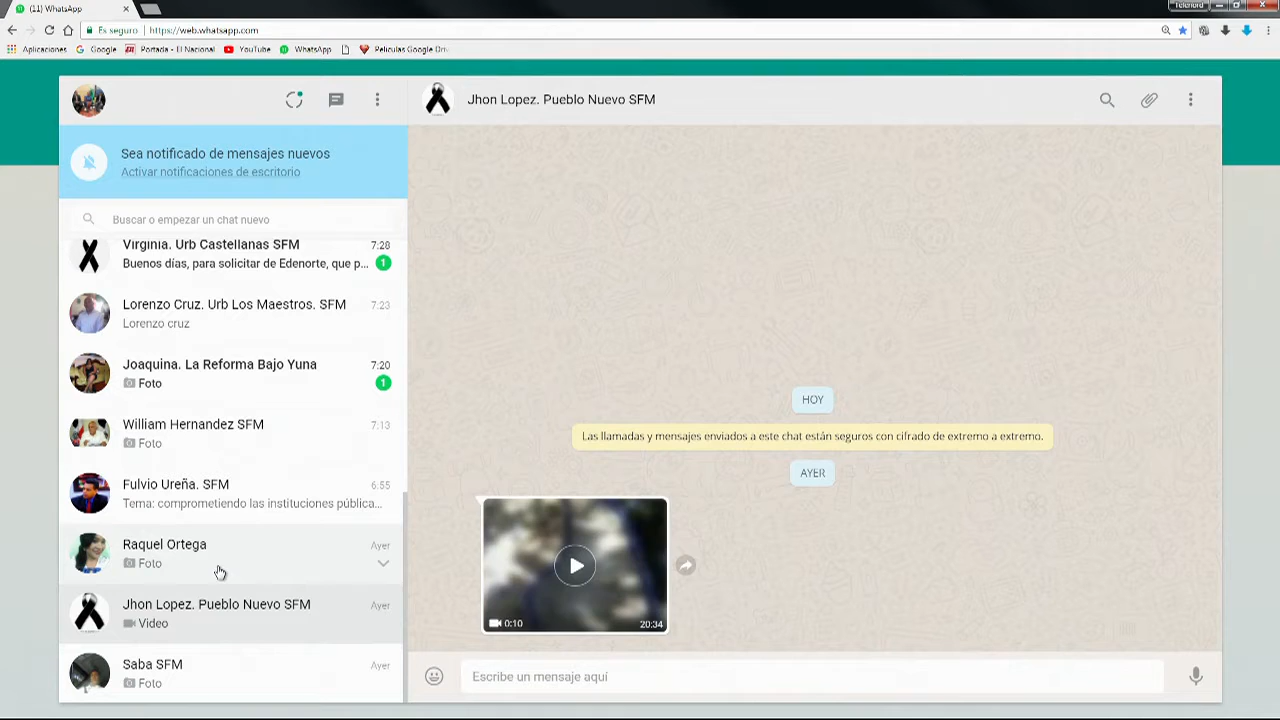 (11) WhatsApp
Telenord
Es seguro | https://web.whatsapp.com
Aplicaciones Google Portada - El Nacional YouTube WhatsApp Peliculas Google Driv
Jhon Lopez. Pueblo Nuevo SFM
Sea notificado de mensajes nuevos
Activar notificaciones de escritorio
Buscar o empezar un chat nuevo
Virginia. Urb Castellanas SFM 7:28
Buenos días, para solicitar de Edenorte, que p... 1
Lorenzo Cruz. Urb Los Maestros. SFM 7:23
Lorenzo cruz
Joaquina. La Reforma Bajo Yuna 7:20
Foto 1
William Hernandez SFM 7:13
Foto
Fulvio Ureña. SFM 6:55
Tema: comprometiendo las instituciones pública...
Raquel Ortega Ayer
Foto
Jhon Lopez. Pueblo Nuevo SFM Ayer
Video
Saba SFM Ayer
Foto
HOY
Las llamadas y mensajes enviados a este chat están seguros con cifrado de extremo a extremo.
AYER
0:10 20:34
Escribe un mensaje aquí